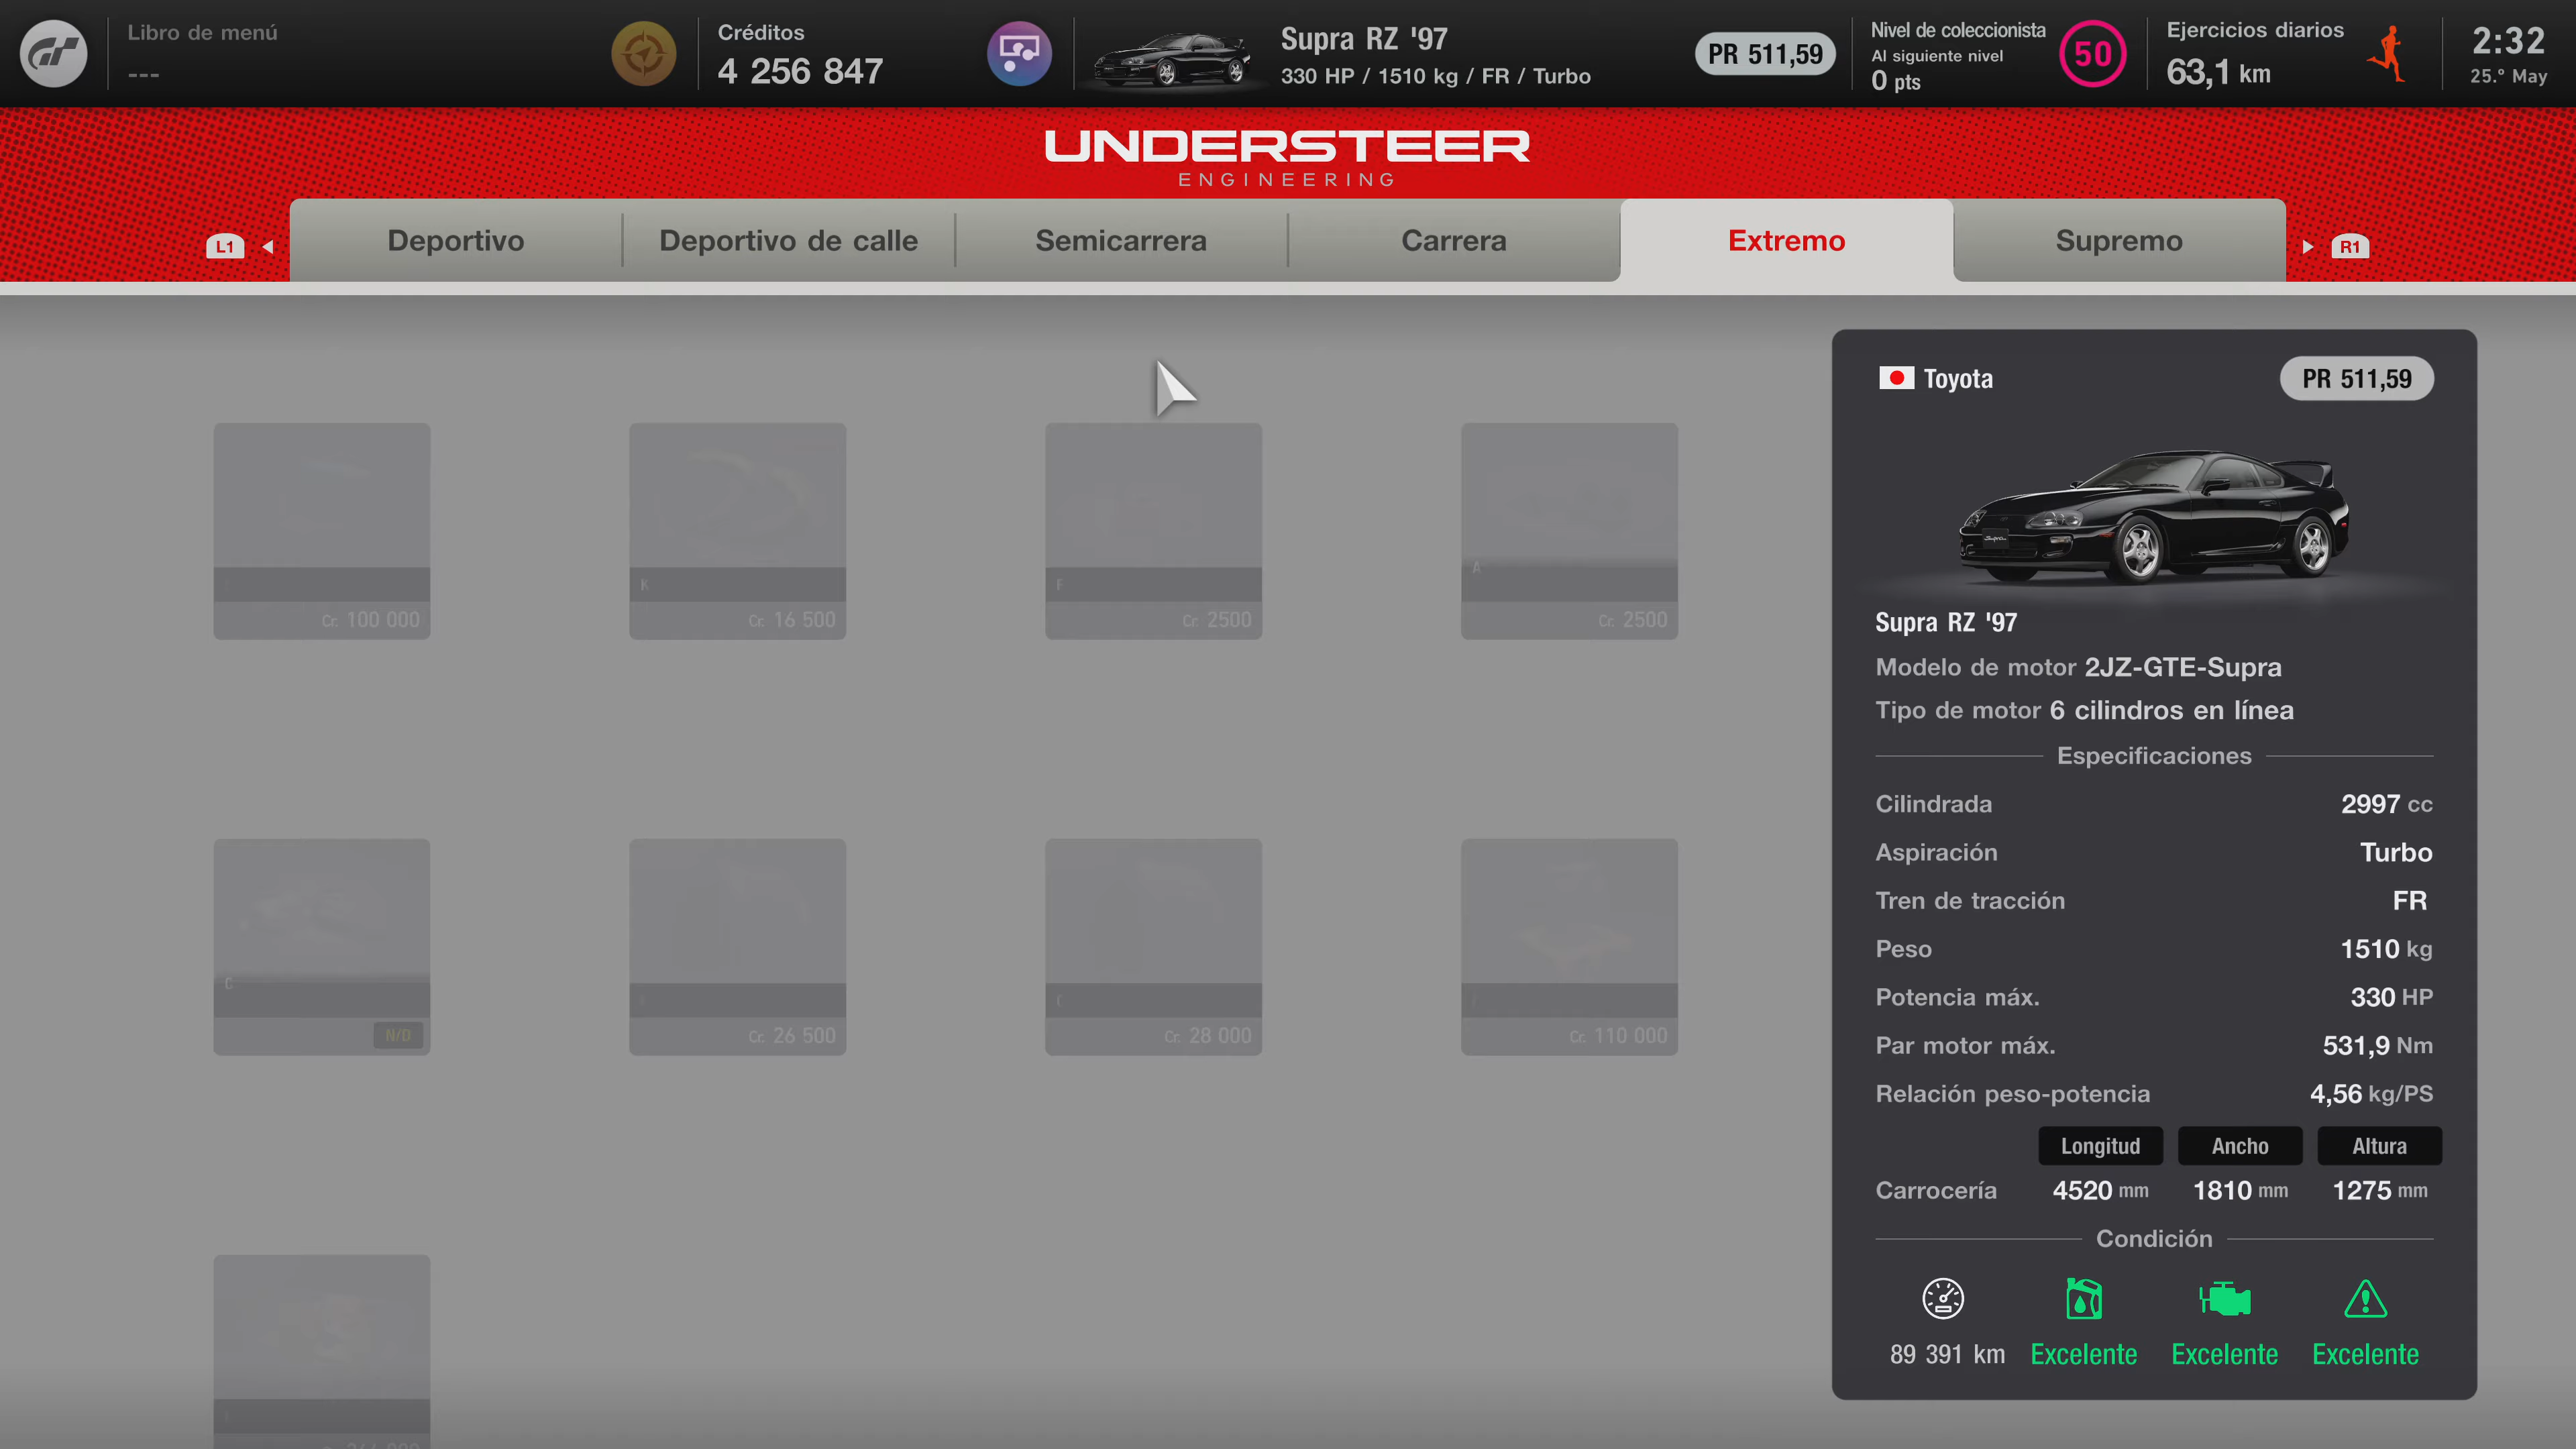 Libro de menú
---
Créditos
4 256 847
Supra RZ '97
330 HP / 1510 kg / FR / Turbo
PR 511,59
Nivel de coleccionista
Al siguiente nivel
0 pts
50
Ejercicios diarios
63,1 km
2:32
25.º May
UNDERSTEER
ENGINEERING
L1
Deportivo
Deportivo de calle
Semicarrera
Carrera
Extremo
Supremo
R1
Cr. 100 000
K
Cr. 16 500
F
Cr. 2500
A
Cr. 2500
C
N/D
Cr. 26 500
Cr. 28 000
Cr. 110 000
Toyota
PR 511,59
Supra RZ '97
Modelo de motor 2JZ-GTE-Supra
Tipo de motor 6 cilindros en línea
Especificaciones
Cilindrada 2997 cc
Aspiración Turbo
Tren de tracción FR
Peso 1510 kg
Potencia máx. 330 HP
Par motor máx. 531,9 Nm
Relación peso-potencia 4,56 kg/PS
Longitud Ancho Altura
Carrocería 4520 mm 1810 mm 1275 mm
Condición
89 391 km Excelente Excelente Excelente